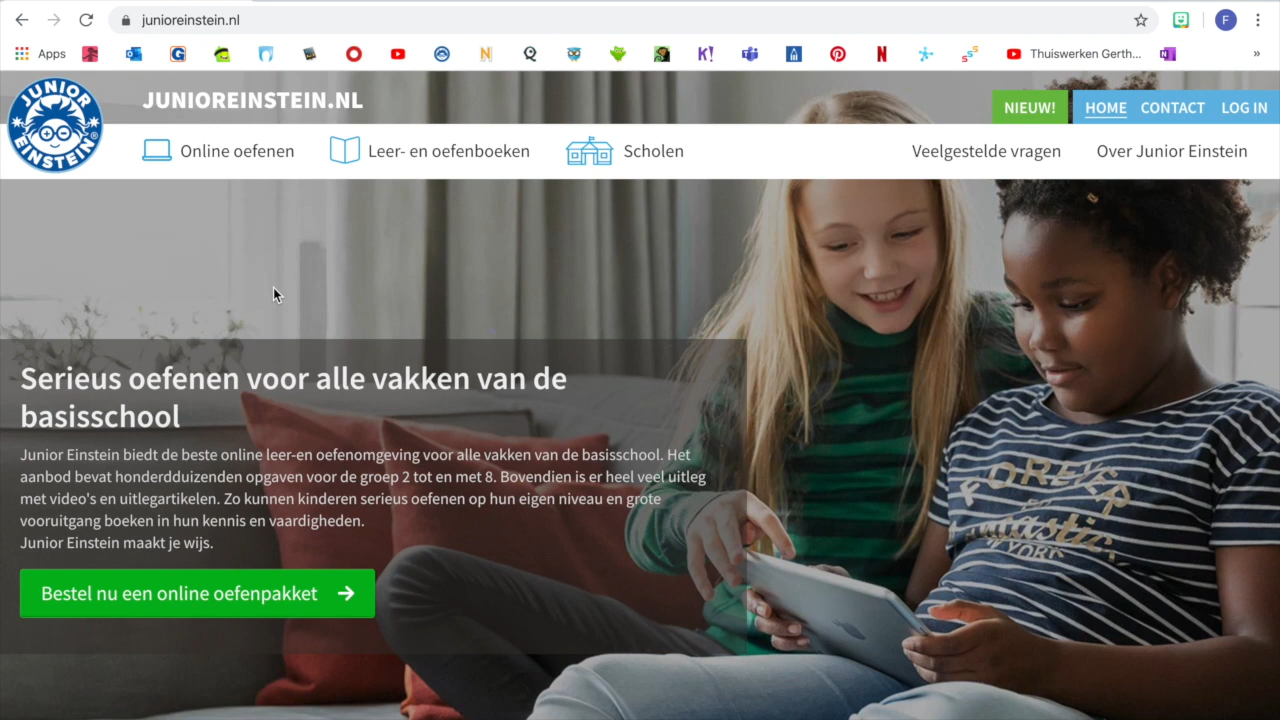 junioreinstein.nl
F
Apps
Thuiswerken Gerth...
JUNIOR
EINSTEIN
JUNIOREINSTEIN.NL
NIEUW!
HOME
CONTACT
LOG IN
Online oefenen
Leer- en oefenboeken
Scholen
Veelgestelde vragen
Over Junior Einstein
Serieus oefenen voor alle vakken van de
basisschool
Junior Einstein biedt de beste online leer-en oefenomgeving voor alle vakken van de basisschool. Het
aanbod bevat honderdduizenden opgaven voor de groep 2 tot en met 8. Bovendien is er heel veel uitleg
met video's en uitlegartikelen. Zo kunnen kinderen serieus oefenen op hun eigen niveau en grote
vooruitgang boeken in hun kennis en vaardigheden.
Junior Einstein maakt je wijs.
Bestel nu een online oefenpakket
FOREVER
fantastic
NEW YORK